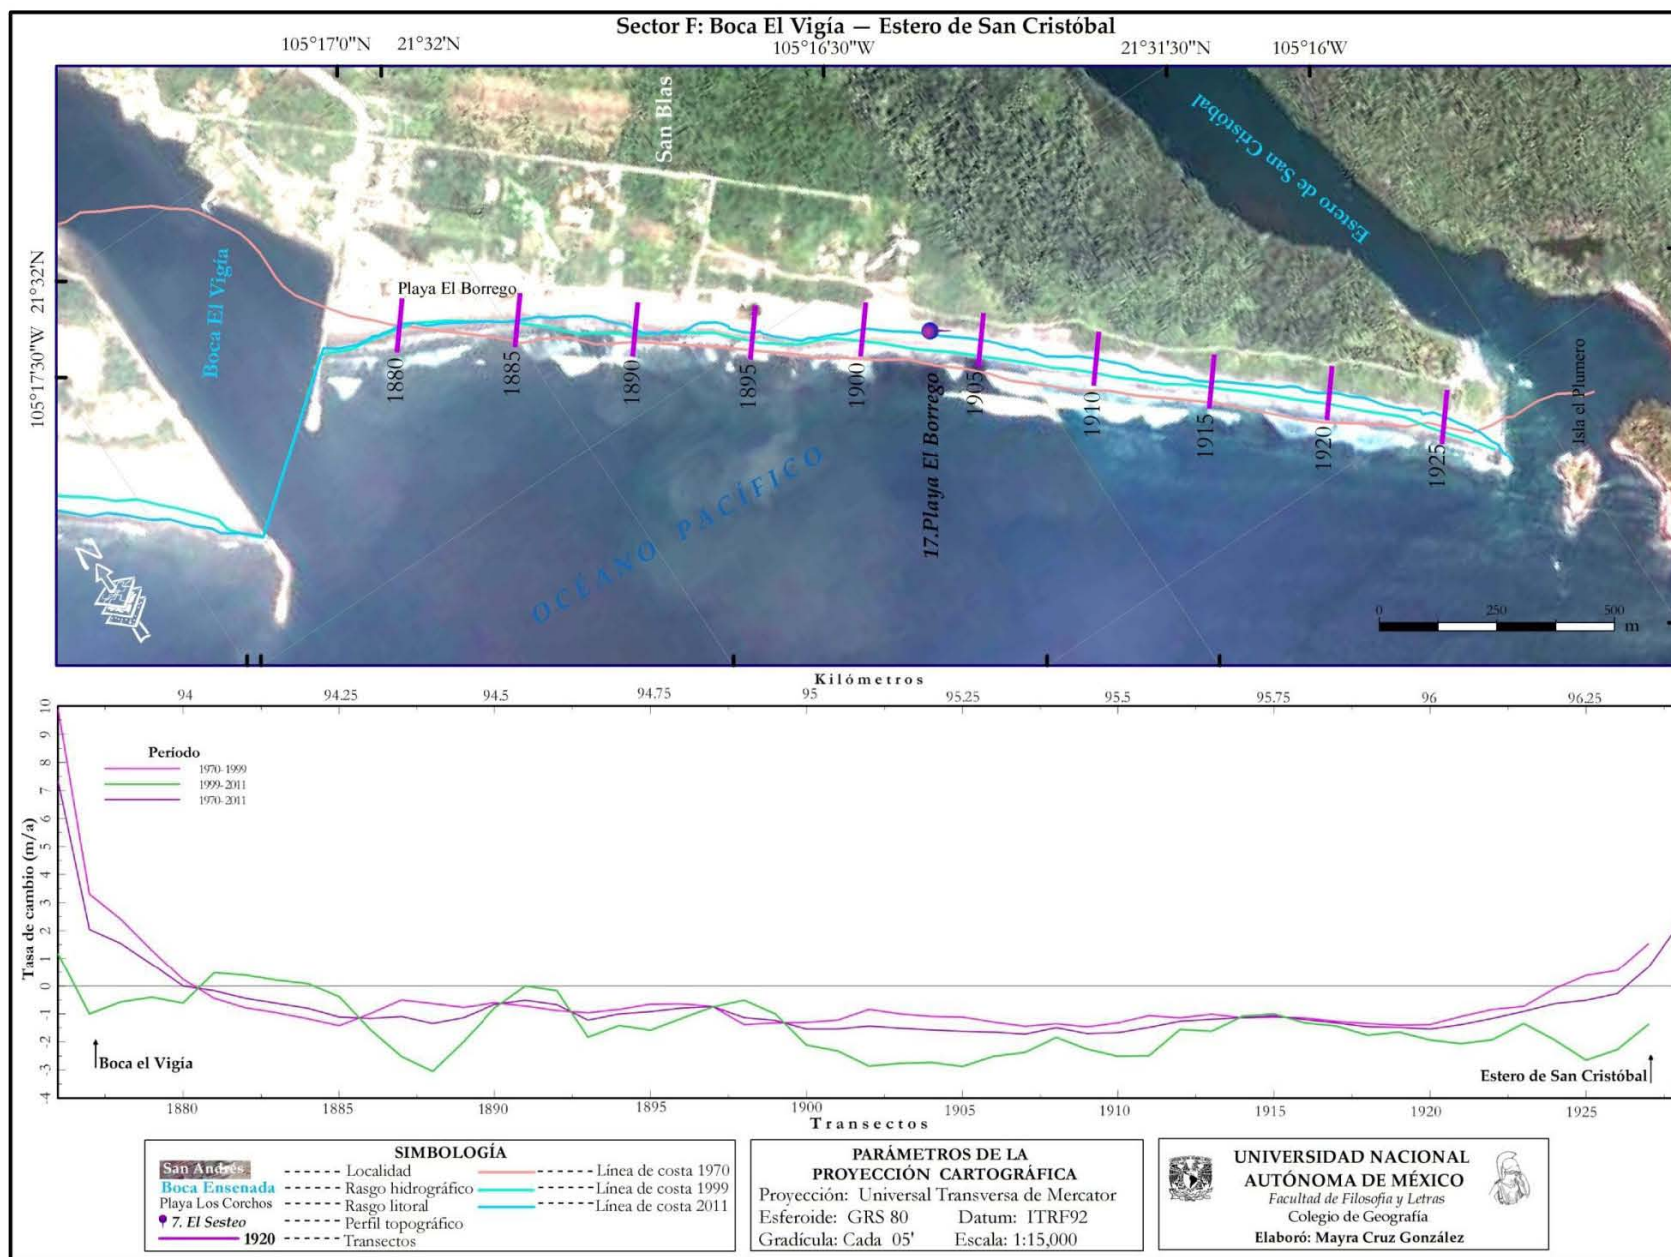 Sector F: Boca El Vigía — Estero de San Cristóbal
105°17'0"N 21°32'N 105°16'30"W 21°31'30"N 105°16'W
21°32'N
105°17'30"W
San Blas
Estero de San Cristóbal
Boca El Vigía
Playa El Borrego
Isla el Plumero
17.Playa El Borrego
1880 1885 1890 1895 1900 1905 1910 1915 1920 1925
OCÉANO PACÍFICO
N
0 250 500
m
Kilómetros
94 94.25 94.5 94.75 95 95.25 95.5 95.75 96 96.25
Tasa de cambio (m/a)
10
9
8
7
6
5
4
3
2
1
0
-1
-2
-3
-4
Período
1970-1999
1999-2011
1970-2011
Boca el Vigía
Estero de San Cristóbal
1880 1885 1890 1895 1900 1905 1910 1915 1920 1925
Transectos
SIMBOLOGÍA
San Andrés ------ Localidad
Boca Ensenada ------ Rasgo hidrográfico
Playa Los Corchos ------ Rasgo litoral
7. El Sesteo ------ Perfil topográfico
1920 ------ Transectos
------ Línea de costa 1970
------ Línea de costa 1999
------ Línea de costa 2011
PARÁMETROS DE LA
PROYECCIÓN CARTOGRÁFICA
Proyección: Universal Transversa de Mercator
Esferoide: GRS 80 Datum: ITRF92
Gradícula: Cada 05' Escala: 1:15,000
UNIVERSIDAD NACIONAL
AUTÓNOMA DE MÉXICO
Facultad de Filosofía y Letras
Colegio de Geografía
Elaboró: Mayra Cruz González